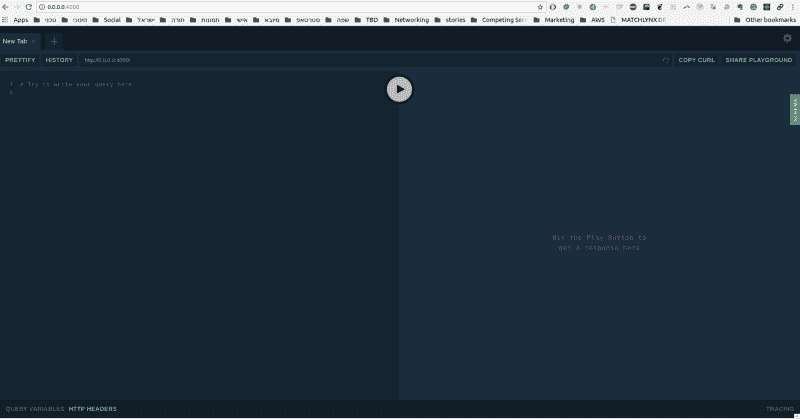 0.0.0.0:4000
Apps טכני חינוכי Social ישראל תורה תמונות אישי מיובא סטרטאפ שפה TBD Networking stories Competing Serv Marketing AWS MATCHLYNX DE Other bookmarks
New Tab
PRETTIFY HISTORY http://0.0.0.0:4000/ COPY CURL SHARE PLAYGROUND
1 # Try to write your query here
2
Hit the Play Button to
get a response here
QUERY VARIABLES HTTP HEADERS TRACING